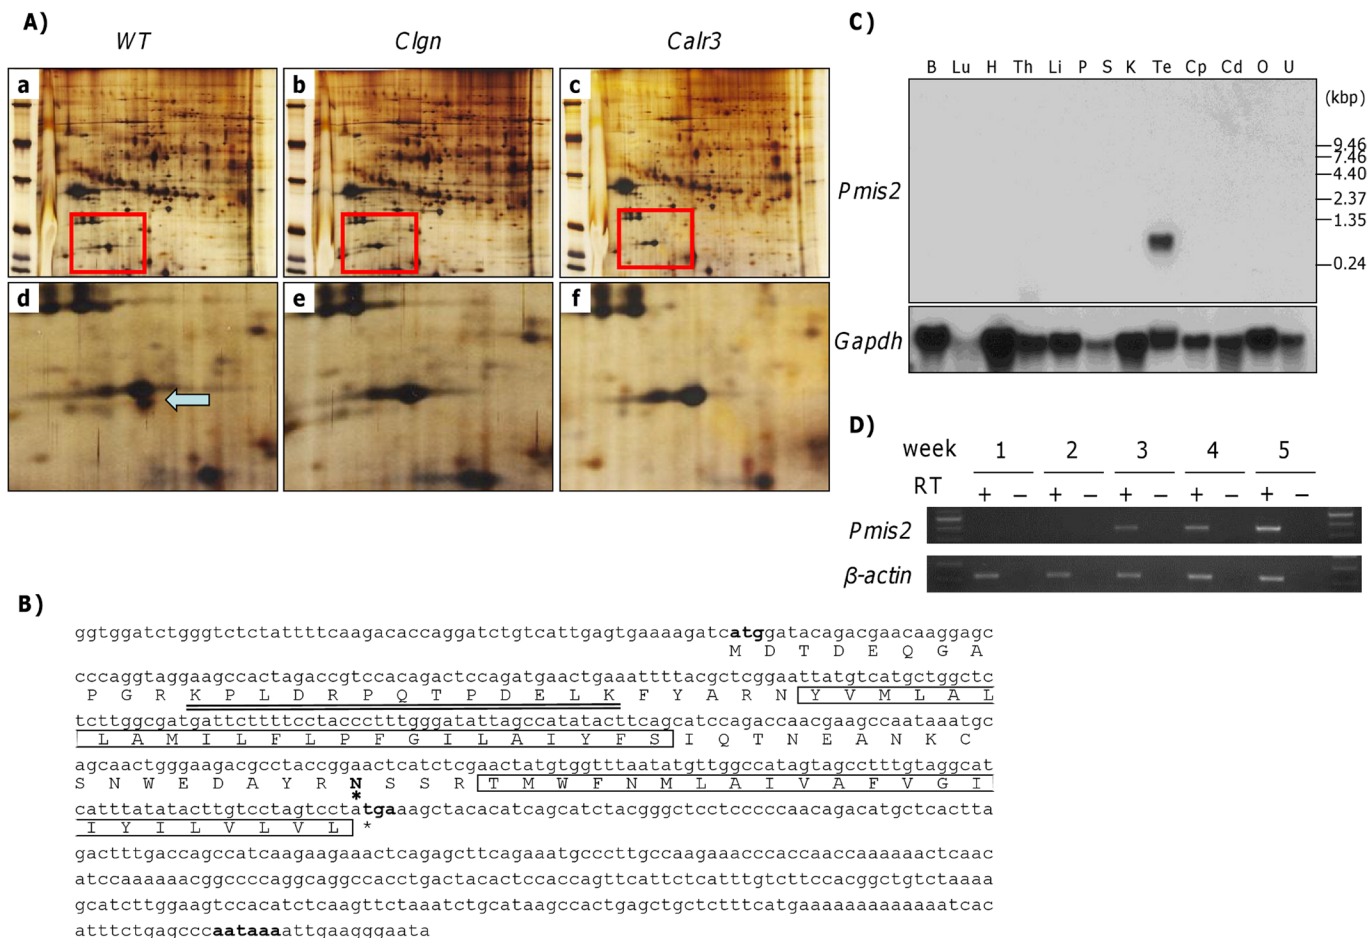 A)
WT Clgn Calr3
a b c
d e f
C)
B Lu H Th Li P S K Te Cp Cd O U
(kbp)
9.46
7.46
4.40
Pmis2
2.37
1.35
0.24
Gapdh
D)
week 1 2 3 4 5
RT + − + − + − + − + −
Pmis2
β-actin
B)
ggtggatctgggtctctattttcaagacaccaggatctgtcattgagtgaaaagatcatggatacagacgaacaaggagc
M D T D E Q G A
cccaggtaggaagccactagaccgtccacagactccagatgaactgaaattttacgctcggaattatgtcatgctggctc
P G R K P L D R P Q T P D E L K F Y A R N Y V M L A L
tcttggcgatgattcttttcctaccctttgggatattagccatatacttcagcatccagaccaacgaagccaataaatgc
L A M I L F L P F G I L A I Y F S I Q T N E A N K C
agcaactgggaagacgcctaccggaactcatctcgaactatgtggtttaatatgttggccatagtagcctttgtaggcat
S N W E D A Y R N S S R T M W F N M L A I V A F V G I
*
catttatatacttgtcctagtcctatgaaagctacacatcagcatctacgggctcctcccccaacagacatgctcactta
I Y I L V L V L *
gactttgaccagccatcaagaagaaactcagagcttcagaaatgcccttgccaagaaacccaccaaccaaaaaactcaac
atccaaaaaacggccccaggcaggccacctgactacactccaccagttcattctcatttgtcttccacggctgtctaaaa
gcatcttggaagtccacatctcaagttctaaatctgcataagccactgagctgctctttcatgaaaaaaaaaaaaatcac
atttctgagcccaataaaattgaagggaata